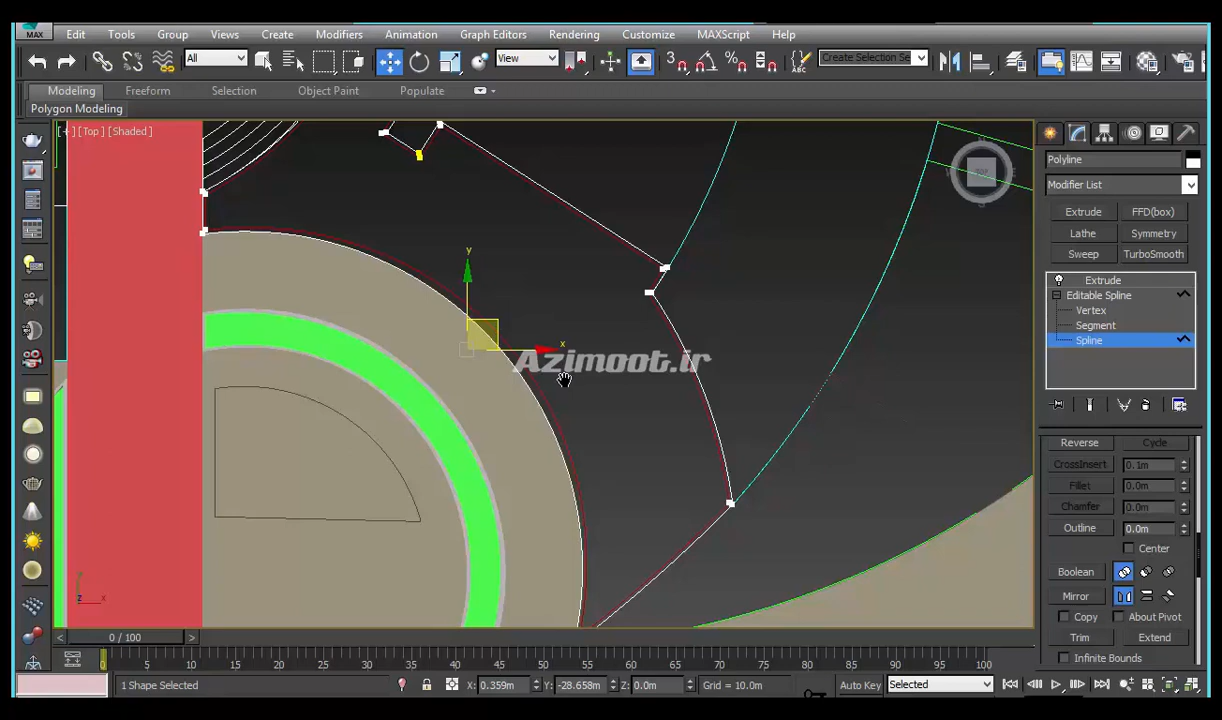 MAX Edit Tools Group Views Create Modifiers Animation Graph Editors Rendering Customize MAXScript Help
All View 3 Create Selection Se
Modeling Freeform Selection Object Paint Populate
Polygon Modeling
[+] [Top] [Shaded]
Polyline
Modifier List
Extrude FFD(box)
Lathe Symmetry
Sweep TurboSmooth
Extrude
Editable Spline
Vertex
Segment
Spline
y
x
Azimoot.ir
Reverse Cycle
CrossInsert 0.1m
Fillet 0.0m
Chamfer 0.0m
Outline 0.0m
Center
Boolean
Mirror
Copy About Pivot
Trim Extend
Infinite Bounds
z x
< 0 / 100 >
0 5 10 15 20 25 30 35 40 45 50 55 60 65 70 75 80 85 90 95 100
1 Shape Selected X: 0.359m Y: -28.658m Z: 0.0m Grid = 10.0m Auto Key Selected